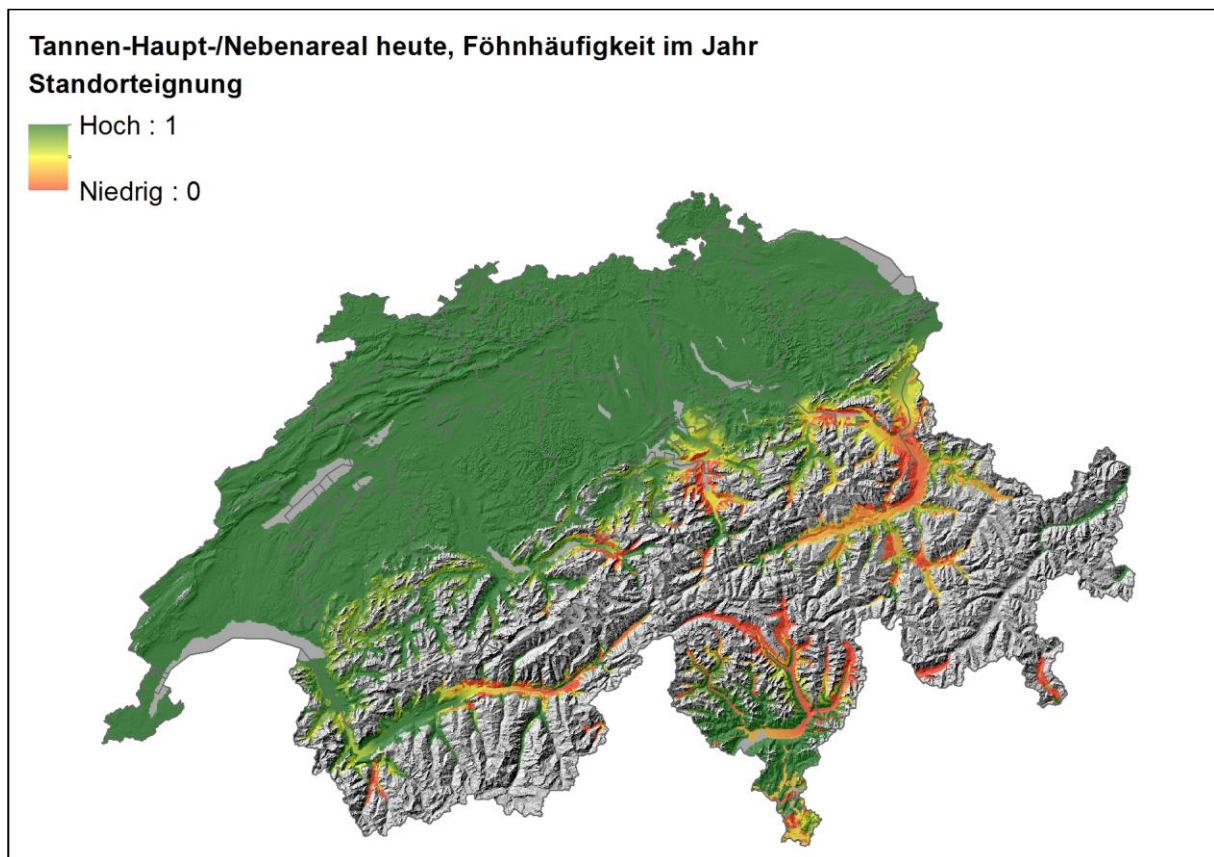 Tannen-Haupt-/Nebenareal heute, Föhnhäufigkeit im Jahr
Standorteignung
Hoch : 1
Niedrig : 0